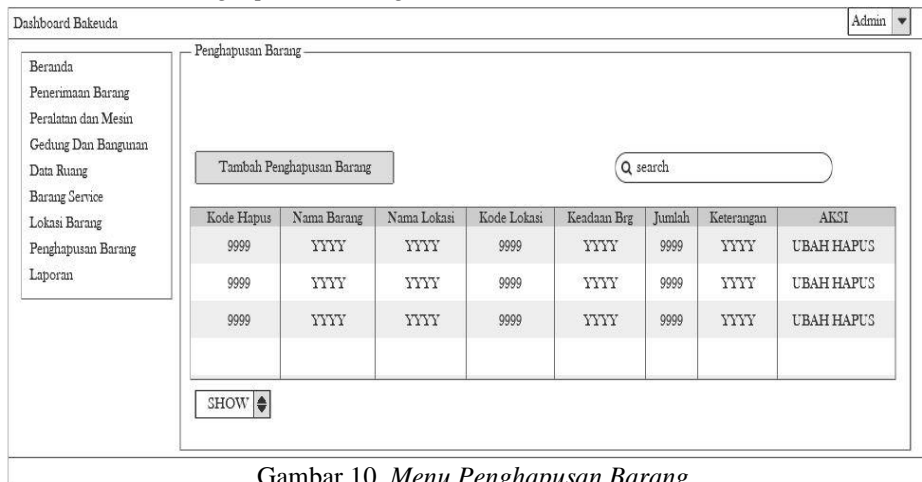 Dashboard Bakeuda
Admin
Beranda
Penerimaan Barang
Peralatan dan Mesin
Gedung Dan Bangunan
Data Ruang
Barang Service
Lokasi Barang
Penghapusan Barang
Laporan
Penghapusan Barang
Tambah Penghapusan Barang
search
Kode Hapus Nama Barang Nama Lokasi Kode Lokasi Keadaan Brg Jumlah Keterangan AKSI
9999 YYYY YYYY 9999 YYYY 9999 YYYY UBAH HAPUS
9999 YYYY YYYY 9999 YYYY 9999 YYYY UBAH HAPUS
9999 YYYY YYYY 9999 YYYY 9999 YYYY UBAH HAPUS
SHOW
Gambar 10. Menu Penghapusan Barang